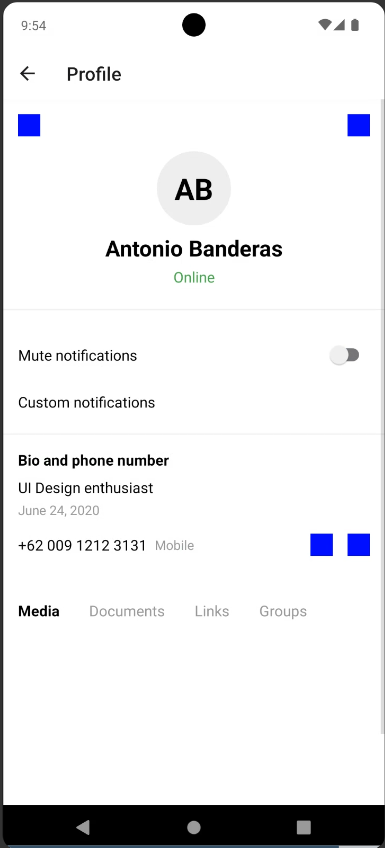 9:54
Profile
AB
Antonio Banderas
Online
Mute notifications
Custom notifications
Bio and phone number
UI Design enthusiast
June 24, 2020
+62 009 1212 3131 Mobile
Media Documents Links Groups